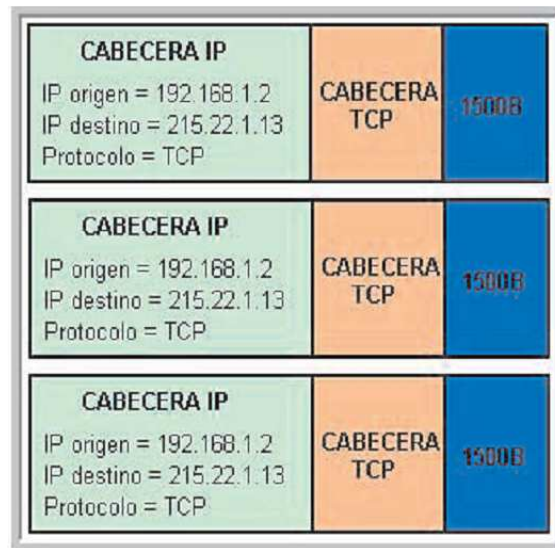 CABECERA IP
IP origen = 192.168.1.2
IP destino = 215.22.1.13
Protocolo = TCP
CABECERA
TCP
1500B
CABECERA IP
IP origen = 192.168.1.2
IP destino = 215.22.1.13
Protocolo = TCP
CABECERA
TCP
1500B
CABECERA IP
IP origen = 192.168.1.2
IP destino = 215.22.1.13
Protocolo = TCP
CABECERA
TCP
1500B